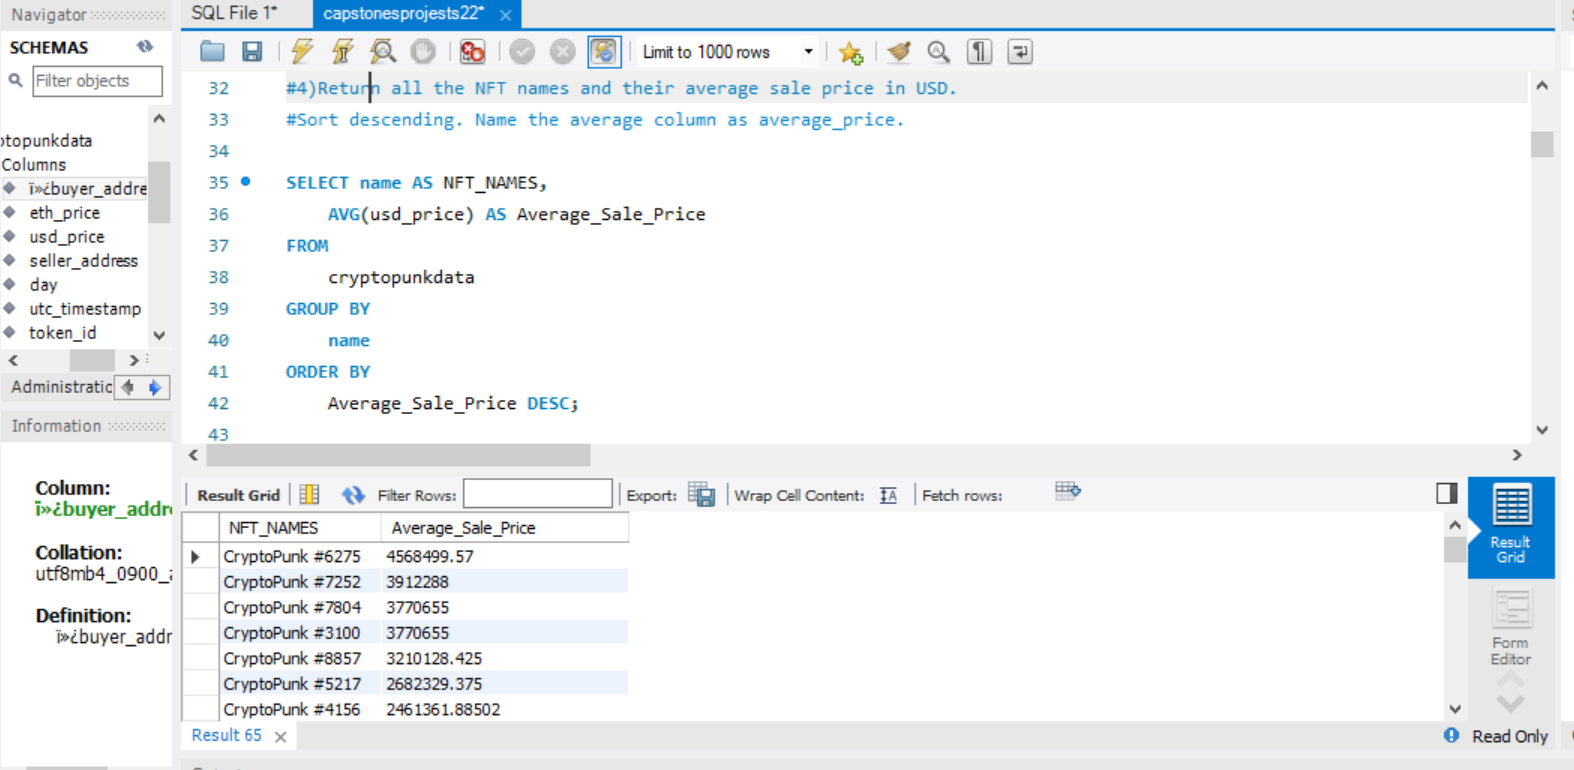 Navigator
SQL File 1*
capstonesprojests22*
SCHEMAS
Limit to 1000 rows
Filter objects
ptopunkdata
Columns
ï»¿buyer_addre
eth_price
usd_price
seller_address
day
utc_timestamp
token_id
Administratic
Information
Column:
ï»¿buyer_addre
Collation:
utf8mb4_0900_a
Definition:
ï»¿buyer_addr
32 #4)Return all the NFT names and their average sale price in USD.
33 #Sort descending. Name the average column as average_price.
34
35 SELECT name AS NFT_NAMES,
36 AVG(usd_price) AS Average_Sale_Price
37 FROM
38 cryptopunkdata
39 GROUP BY
40 name
41 ORDER BY
42 Average_Sale_Price DESC;
43
Result Grid Filter Rows: Export: Wrap Cell Content: Fetch rows:
NFT_NAMES Average_Sale_Price
CryptoPunk #6275 4568499.57
CryptoPunk #7252 3912288
CryptoPunk #7804 3770655
CryptoPunk #3100 3770655
CryptoPunk #8857 3210128.425
CryptoPunk #5217 2682329.375
CryptoPunk #4156 2461361.88502
Result
Grid
Form
Editor
Result 65
Read Only